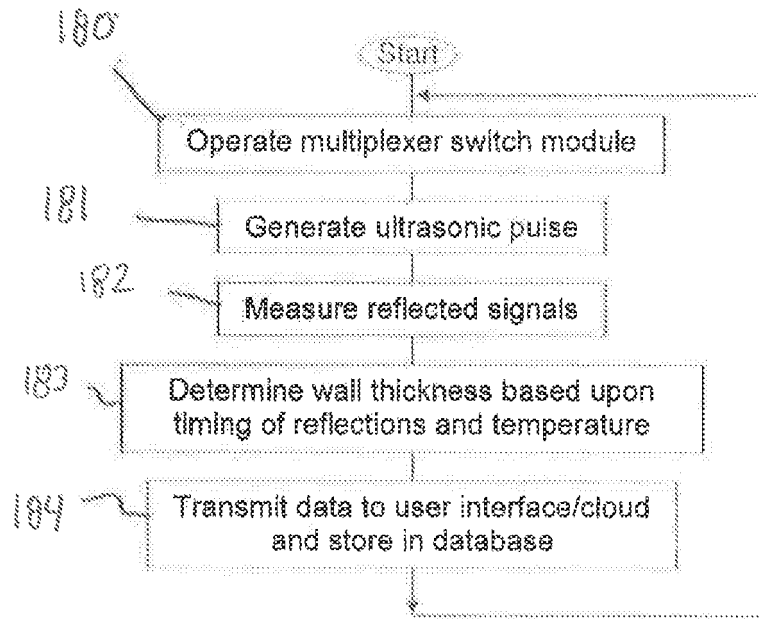 180
Start
Operate multiplexer switch module
181
Generate ultrasonic pulse
182
Measure reflected signals
183
Determine wall thickness based upon
timing of reflections and temperature
184
Transmit data to user interface/cloud
and store in database